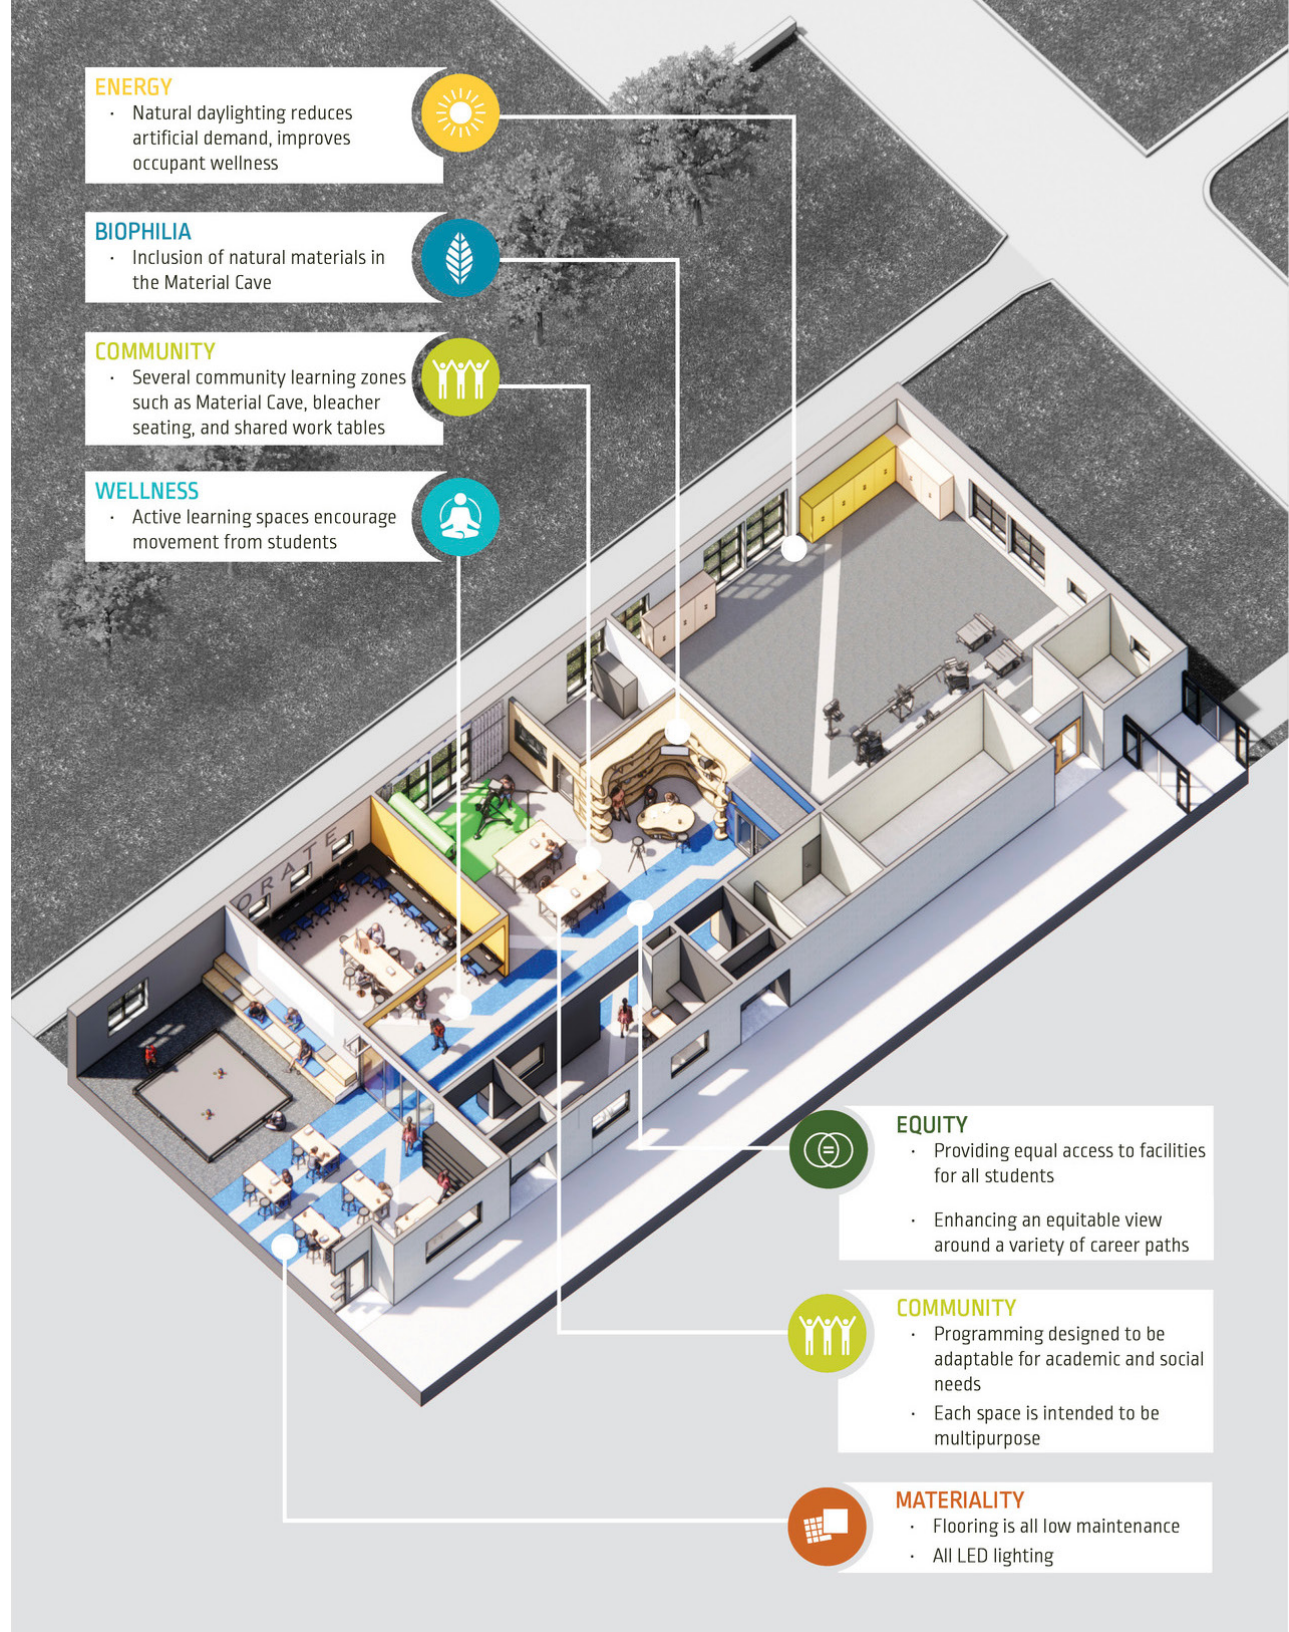 ENERGY
· Natural daylighting reduces
artificial demand, improves
occupant wellness
BIOPHILIA
· Inclusion of natural materials in
the Material Cave
COMMUNITY
· Several community learning zones
such as Material Cave, bleacher
seating, and shared work tables
WELLNESS
· Active learning spaces encourage
movement from students
ORATE
EQUITY
· Providing equal access to facilities
for all students
· Enhancing an equitable view
around a variety of career paths
COMMUNITY
· Programming designed to be
adaptable for academic and social
needs
· Each space is intended to be
multipurpose
MATERIALITY
· Flooring is all low maintenance
· All LED lighting